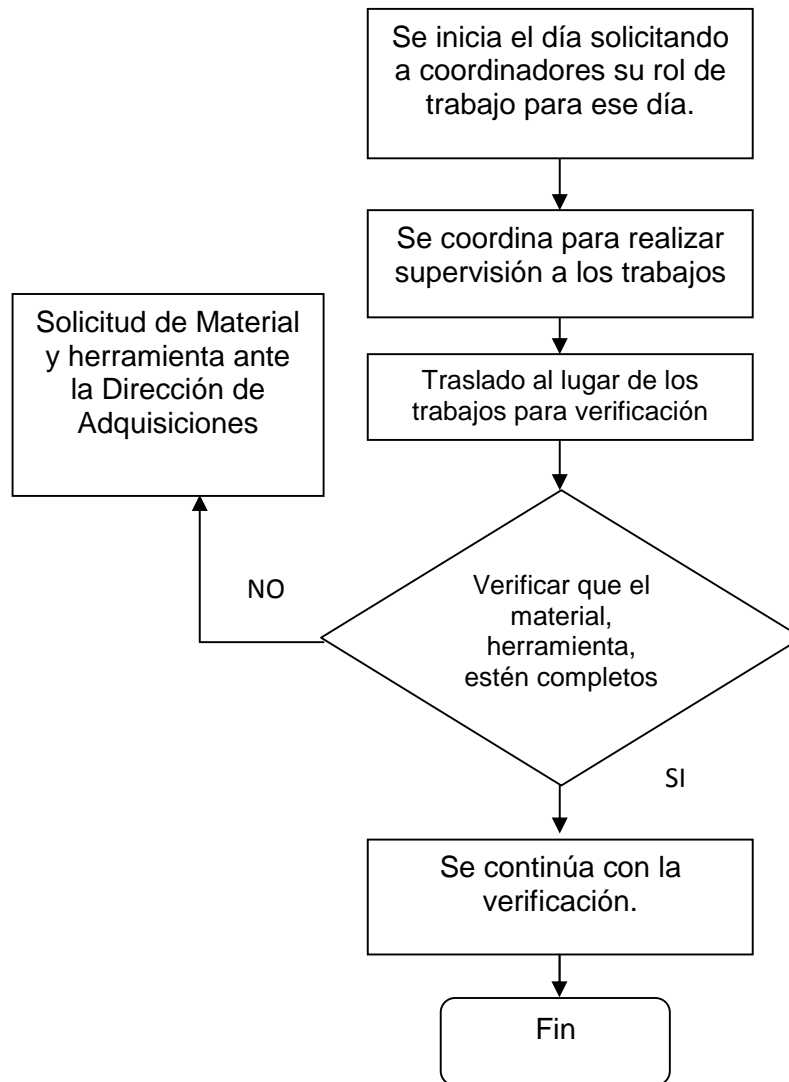 Se inicia el día solicitando
a coordinadores su rol de
trabajo para ese día.
Se coordina para realizar
supervisión a los trabajos
Solicitud de Material
y herramienta ante
la Dirección de
Adquisiciones
Traslado al lugar de los
trabajos para verificación
NO
Verificar que el
material,
herramienta,
estén completos
SI
Se continúa con la
verificación.
Fin